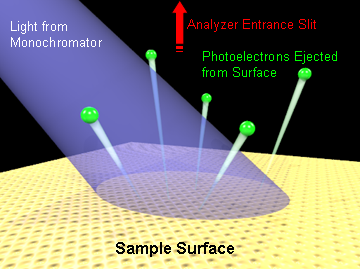 Light from
Monochromator
Analyzer Entrance Slit
Photoelectrons Ejected
from Surface
Sample Surface